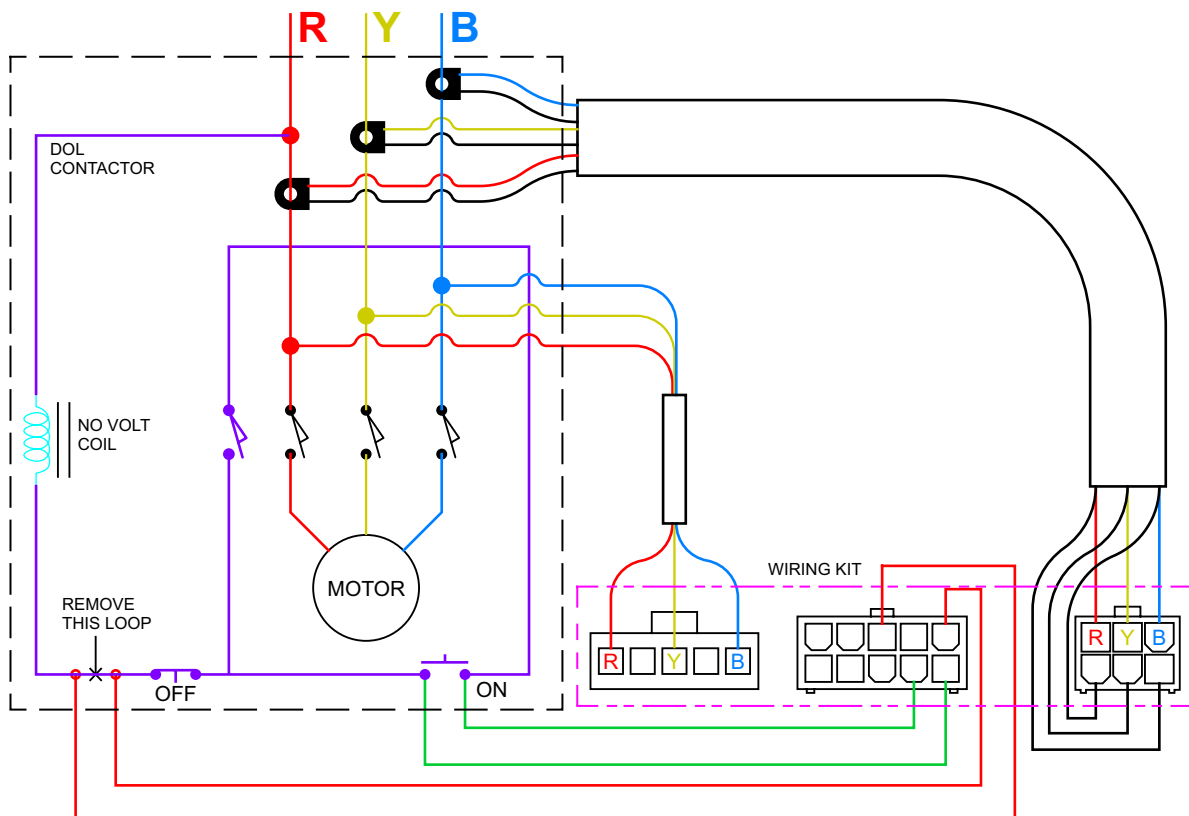 R Y B
DOL
CONTACTOR
NO VOLT
COIL
MOTOR
WIRING KIT
REMOVE
THIS LOOP
R Y B
R Y B
OFF
ON